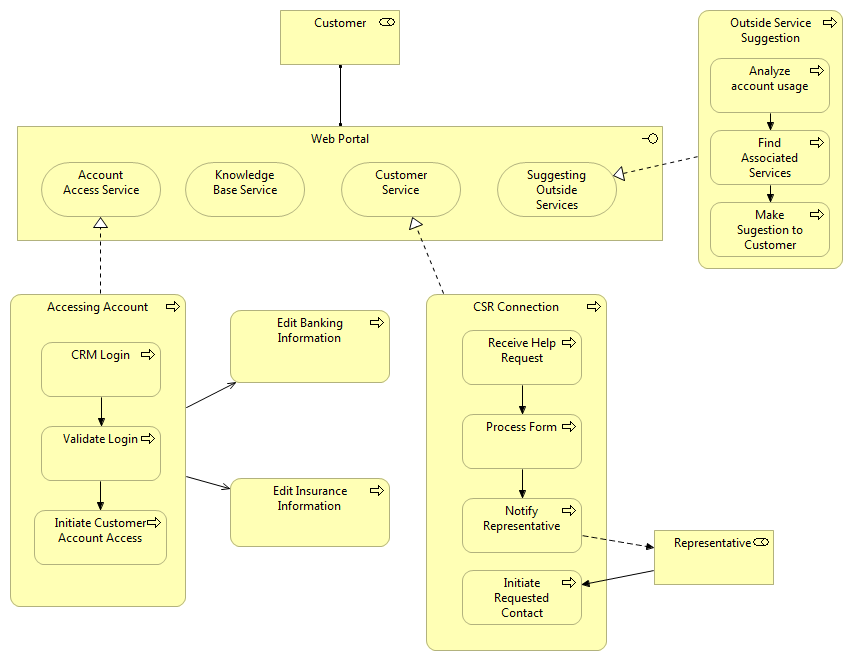 Customer
Outside Service
Suggestion
Analyze
account usage
Find
Associated
Services
Make
Sugestion to
Customer
Web Portal
Account
Access Service
Knowledge
Base Service
Customer
Service
Suggesting
Outside
Services
Accessing Account
CRM Login
Validate Login
Initiate Customer
Account Access
Edit Banking
Information
Edit Insurance
Information
CSR Connection
Receive Help
Request
Process Form
Notify
Representative
Initiate
Requested
Contact
Representative